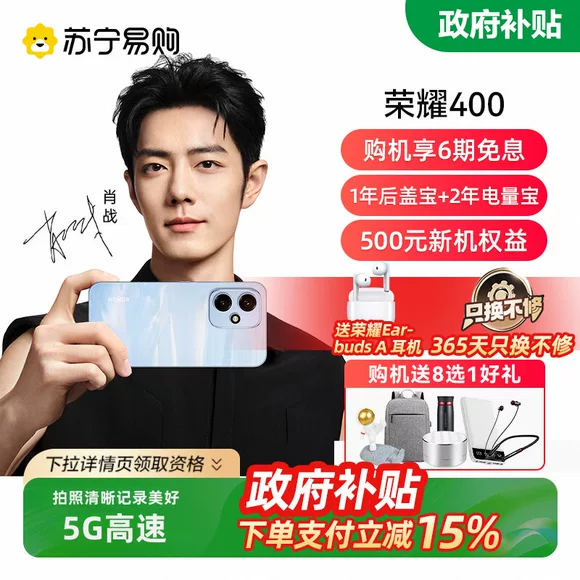 苏宁易购
政府补贴
荣耀400
购机享6期免息
1年后盖宝+2年电量宝
500元新机权益
肖战
HONOR
只换不修
送荣耀Ear-
buds A 耳机
365天只换不修
购机送8选1好礼
下拉详情页领取资格
拍照清晰记录美好
5G高速
政府补贴
下单支付立减15%